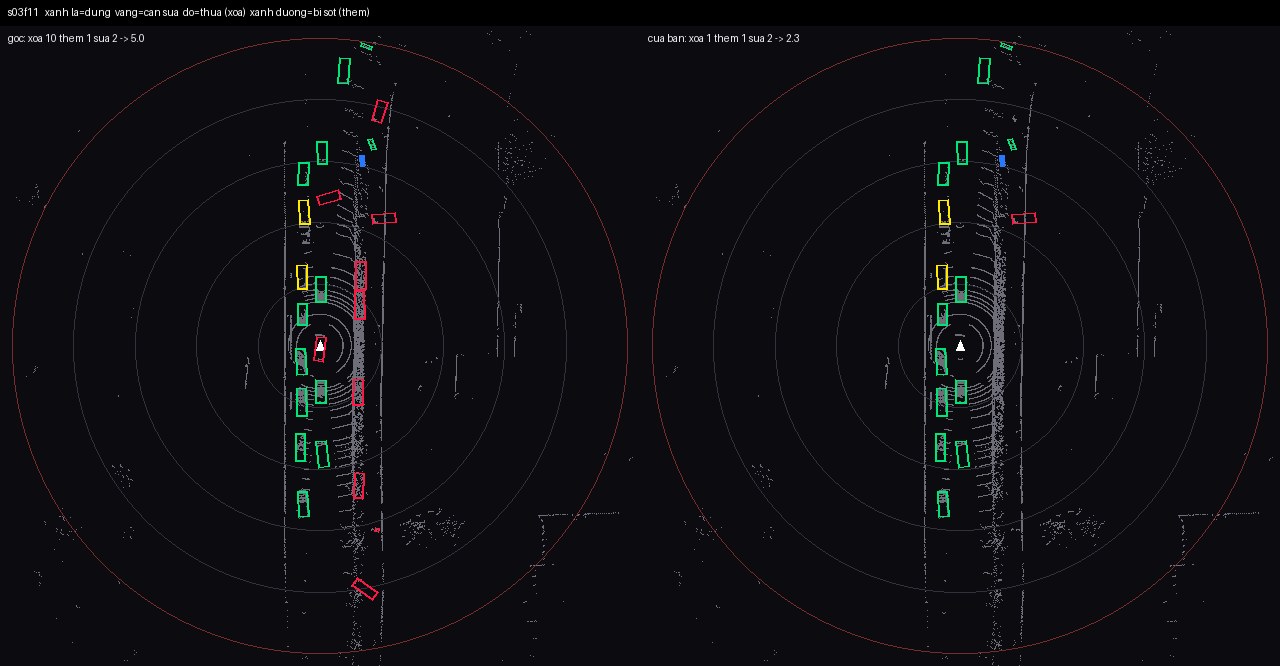 s03f11 xanh la=dung vang=can sua do=thua (xoa) xanh duong=bi sot (them)
goc: xoa 10 them 1 sua 2 -> 5.0
cua ban: xoa 1 them 1 sua 2 -> 2.3